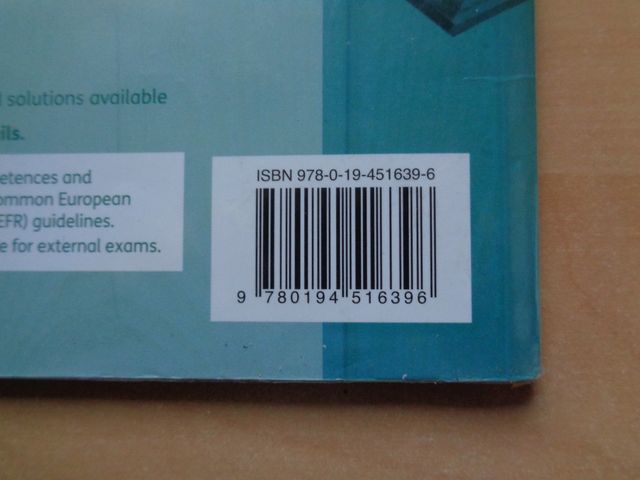 solutions available
ils.
etences and
ommon European
EFR) guidelines.
e for external exams.
ISBN 978-0-19-451639-6
9 780194 516396